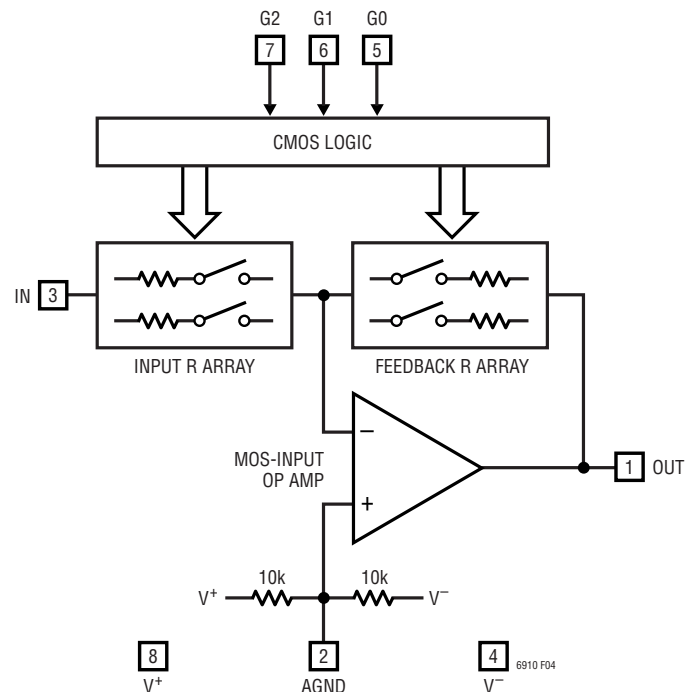 G2 G1 G0
7 6 5
CMOS LOGIC
IN 3
INPUT R ARRAY FEEDBACK R ARRAY
MOS-INPUT
OP AMP
−
+
1 OUT
10k 10k
V+ V−
8 2 4 6910 F04
V+ AGND V−